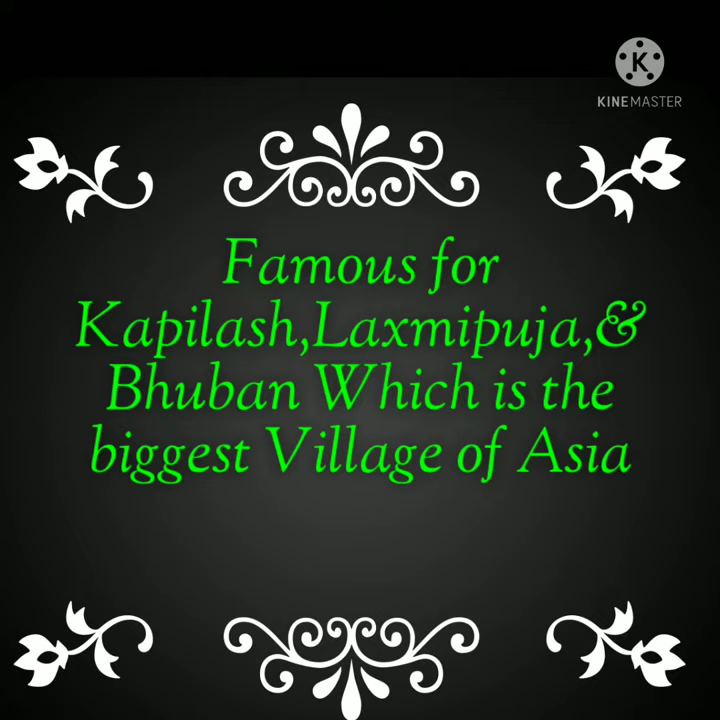 K
KINEMASTER
Famous for
Kapilash,Laxmipuja,&
Bhuban Which is the
biggest Village of Asia